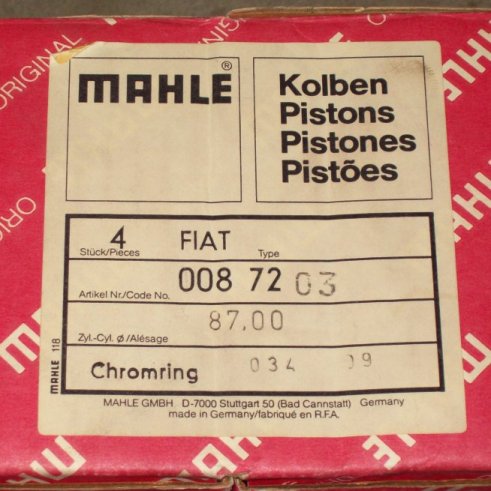 MAHLE®
Kolben
Pistons
Pistones
Pistões
4 FIAT
Stück/Pieces Type
008 72 03
Artikel Nr./Code No.
87,00
Zyl.-Cyl. ø/Alésage
Chromring 034 09
MAHLE 118
MAHLE GMBH D-7000 Stuttgart 50 (Bad Cannstatt) Germany
made in Germany/fabriqué en R.F.A.
ORIGINAL